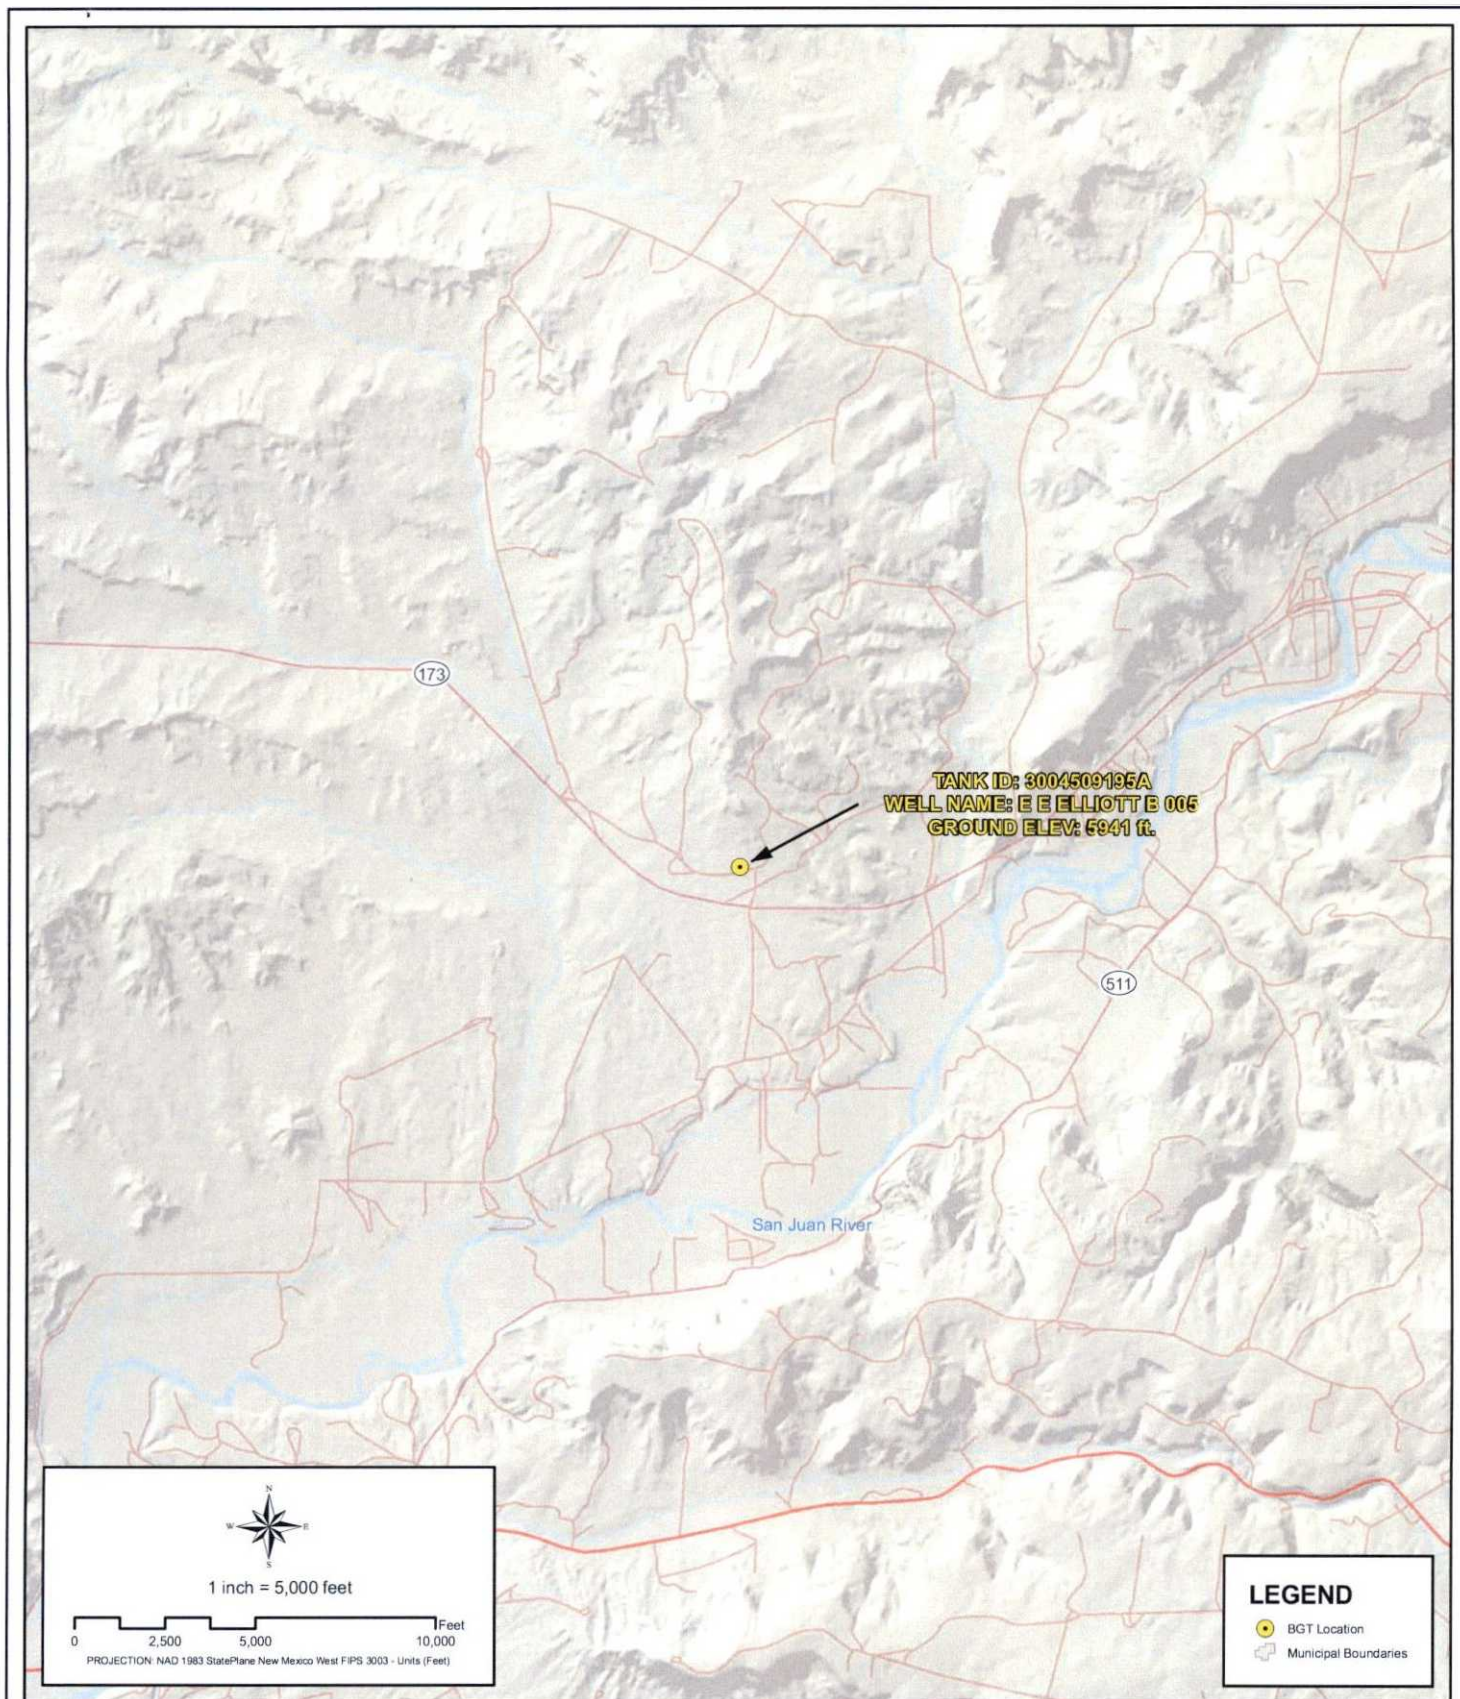 173
TANK ID: 3004509195A
WELL NAME: E E ELLIOTT B 005
GROUND ELEV: 5941 ft.
511
San Juan River
N
W E
S
1 inch = 5,000 feet
Feet
0 2,500 5,000 10,000
PROJECTION: NAD 1983 StatePlane New Mexico West FIPS 3003 - Units (Feet)
LEGEND
BGT Location
Municipal Boundaries